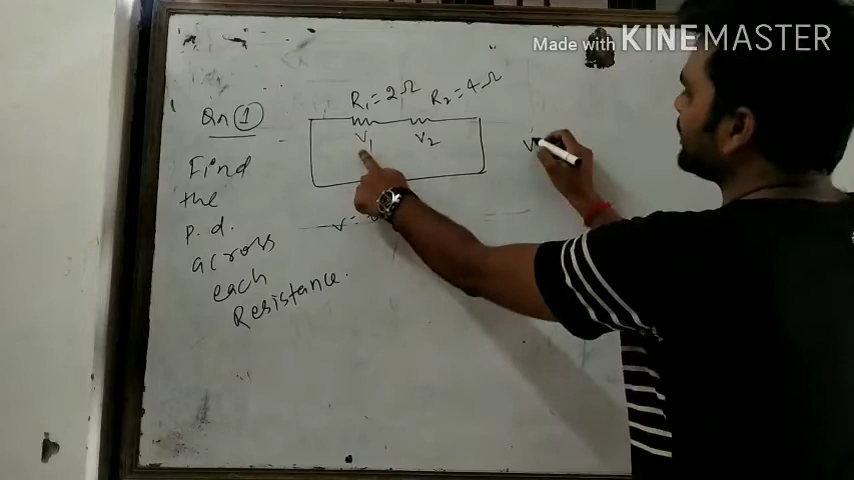 Made with KINEMASTER
R₁ = 2Ω R₂ = 4Ω
Qn ①
V₁ V₂
V
Find
the
p.d.
V =
across
each
Resistance.